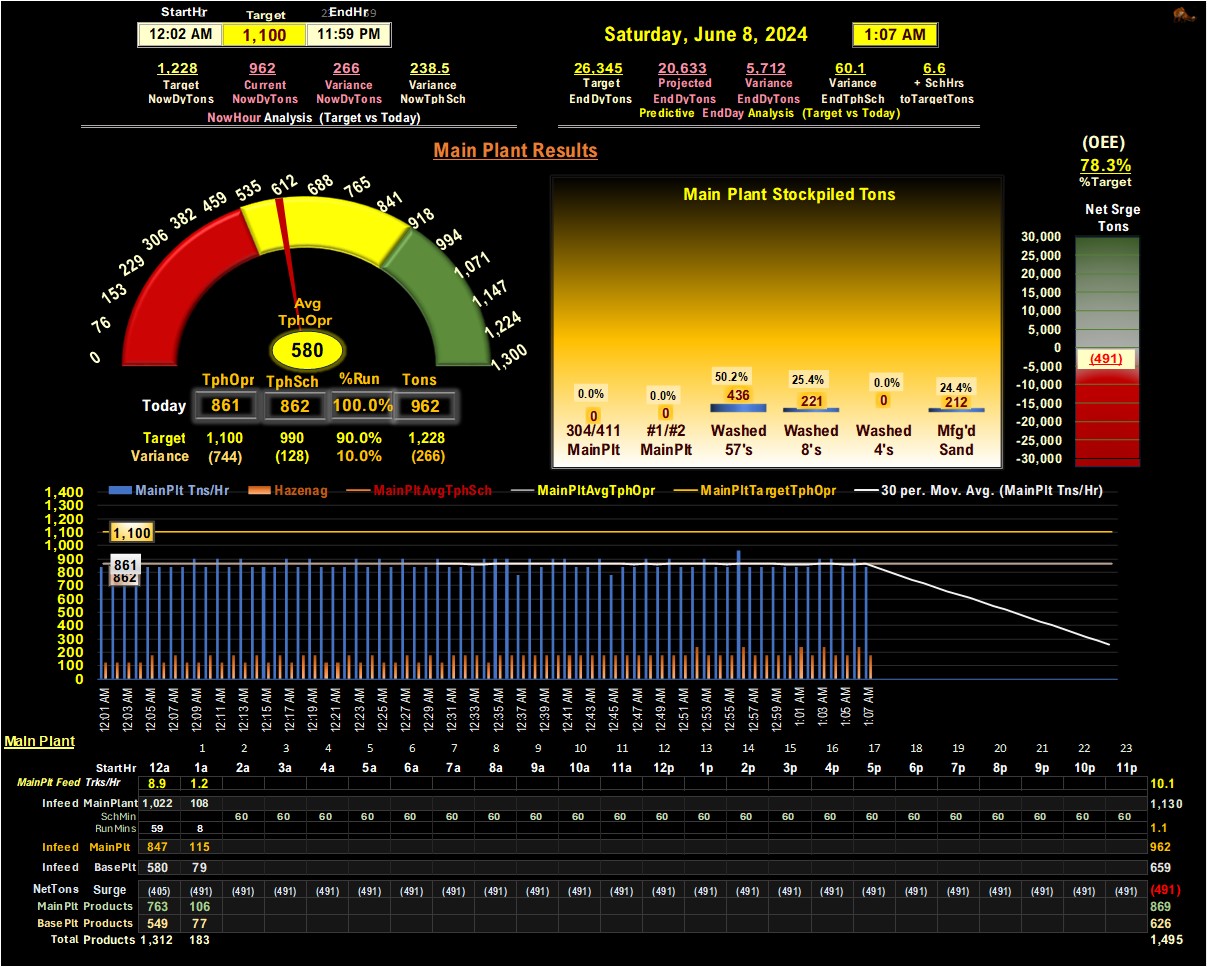 StartHr Target EndHr
12:02 AM 1,100 11:59 PM
Saturday, June 8, 2024 1:07 AM
1,228 962 266 238.5
Target Current Variance Variance
NowDyTons NowDyTons NowDyTons NowTphSch
NowHour Analysis (Target vs Today)
26,345 20,633 5,712 60.1 6.6
Target Projected Variance Variance + SchHrs
EndDyTons EndDyTons EndDyTons EndTphSch toTargetTons
Predictive EndDay Analysis (Target vs Today)
Main Plant Results
(OEE)
78.3%
%Target
0 76 153 229 306 382 459 535 612 688 765 841 918 994 1,071 1,147 1,224 1,300
Avg
TphOpr
580
TphOpr TphSch %Run Tons
Today 861 862 100.0% 962
Target 1,100 990 90.0% 1,228
Variance (744) (128) 10.0% (266)
Main Plant Stockpiled Tons
0.0% 0.0% 50.2% 25.4% 0.0% 24.4%
0 0 436 221 0 212
304/411 #1/#2 Washed Washed Washed Mfg'd
MainPlt MainPlt 57's 8's 4's Sand
Net Srge
Tons
30,000
25,000
20,000
15,000
10,000
5,000
0
(491)
-5,000
-10,000
-15,000
-20,000
-25,000
-30,000
MainPlt Tns/Hr Hazenag MainPltAvgTphSch MainPltAvgTphOpr MainPltTargetTphOpr 30 per. Mov. Avg. (MainPlt Tns/Hr)
1,400
1,300
1,200
1,100
1,000
900
800
700
600
500
400
300
200
100
0
1,100
861
862
12:01 AM 12:03 AM 12:05 AM 12:07 AM 12:09 AM 12:11 AM 12:13 AM 12:15 AM 12:17 AM 12:19 AM 12:21 AM 12:23 AM 12:25 AM 12:27 AM 12:29 AM 12:31 AM 12:33 AM 12:35 AM 12:37 AM 12:39 AM 12:41 AM 12:43 AM 12:45 AM 12:47 AM 12:49 AM 12:51 AM 12:53 AM 12:55 AM 12:57 AM 12:59 AM 1:01 AM 1:03 AM 1:05 AM 1:07 AM
Main Plant
1 2 3 4 5 6 7 8 9 10 11 12 13 14 15 16 17 18 19 20 21 22 23
StartHr 12a 1a 2a 3a 4a 5a 6a 7a 8a 9a 10a 11a 12p 1p 2p 3p 4p 5p 6p 7p 8p 9p 10p 11p
MainPlt Feed Trks/Hr 8.9 1.2 10.1
Infeed MainPlant 1,022 108 1,130
SchMin 60 60 60 60 60 60 60 60 60 60 60 60 60 60 60 60 60 60 60 60 60 60
RunMins 59 8 1.1
Infeed MainPlt 847 115 962
Infeed BasePlt 580 79 659
NetTons Surge (405) (491) (491) (491) (491) (491) (491) (491) (491) (491) (491) (491) (491) (491) (491) (491) (491) (491) (491) (491) (491) (491) (491) (491) (491)
MainPlt Products 763 106 869
BasePlt Products 549 77 626
Total Products 1,312 183 1,495